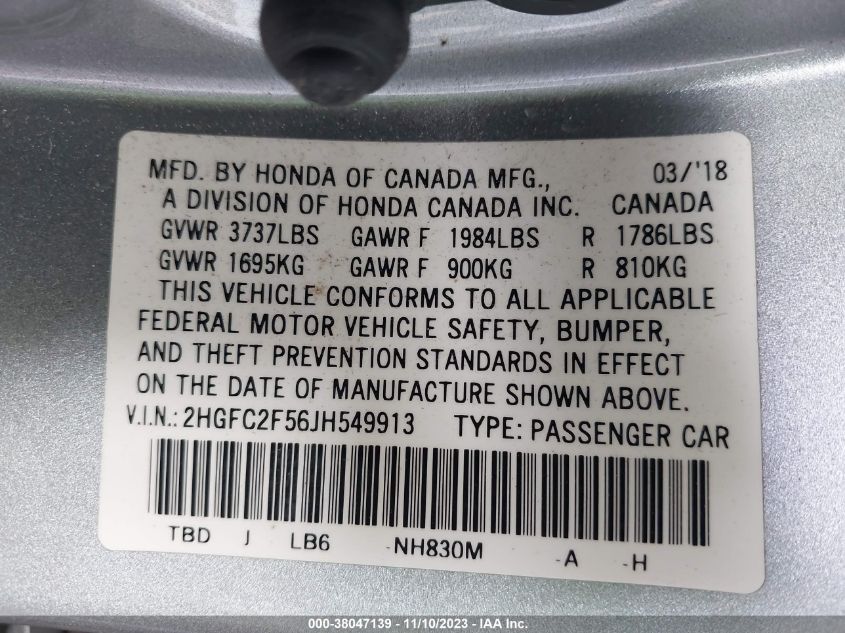 MFD. BY HONDA OF CANADA MFG., 03/'18
A DIVISION OF HONDA CANADA INC. CANADA
GVWR 3737LBS GAWR F 1984LBS R 1786LBS
GVWR 1695KG GAWR F 900KG R 810KG
THIS VEHICLE CONFORMS TO ALL APPLICABLE
FEDERAL MOTOR VEHICLE SAFETY, BUMPER,
AND THEFT PREVENTION STANDARDS IN EFFECT
ON THE DATE OF MANUFACTURE SHOWN ABOVE.
V.I.N.: 2HGFC2F56JH549913 TYPE: PASSENGER CAR
TBD J LB6 -NH830M -A -H
000-38047139 - 11/10/2023 - IAA Inc.